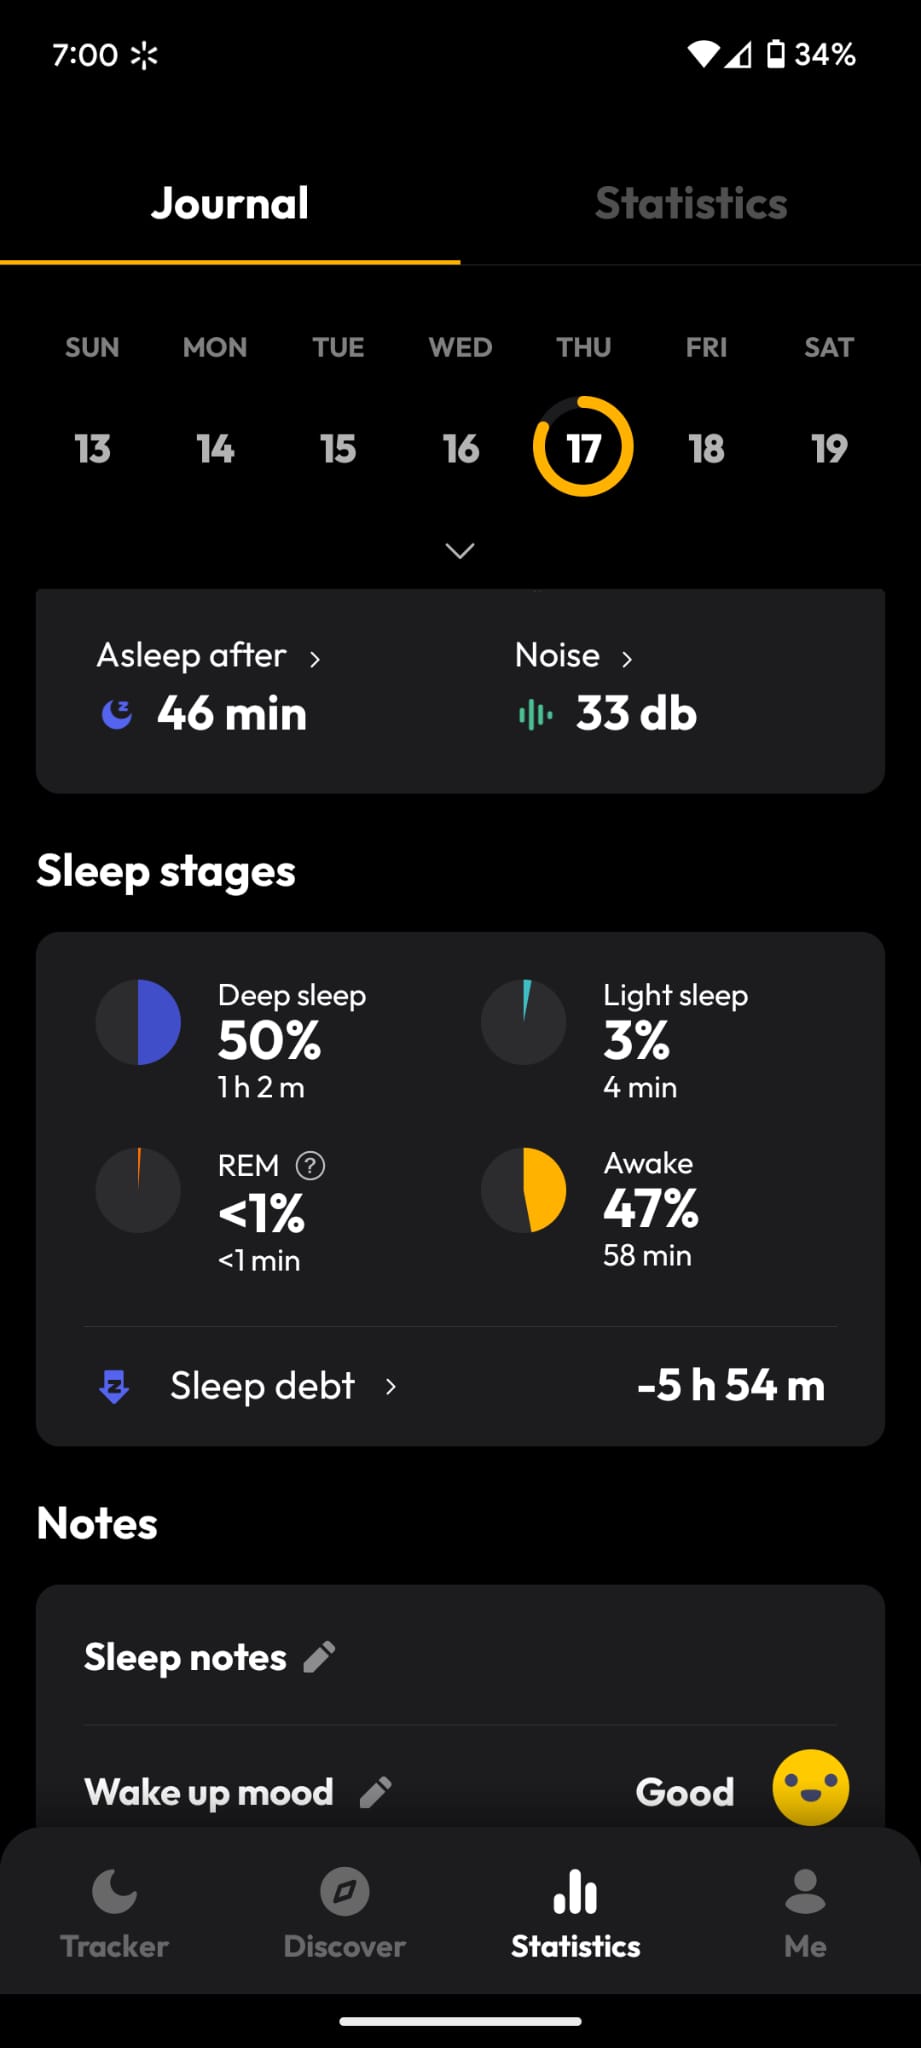 7:00 34%
Journal Statistics
SUN MON TUE WED THU FRI SAT
13 14 15 16 17 18 19
Asleep after > Noise >
46 min 33 db
Sleep stages
Deep sleep Light sleep
50% 3%
1 h 2 m 4 min
REM ? Awake
<1% 47%
<1 min 58 min
Z Sleep debt > -5 h 54 m
Notes
Sleep notes
Wake up mood Good
Tracker Discover Statistics Me